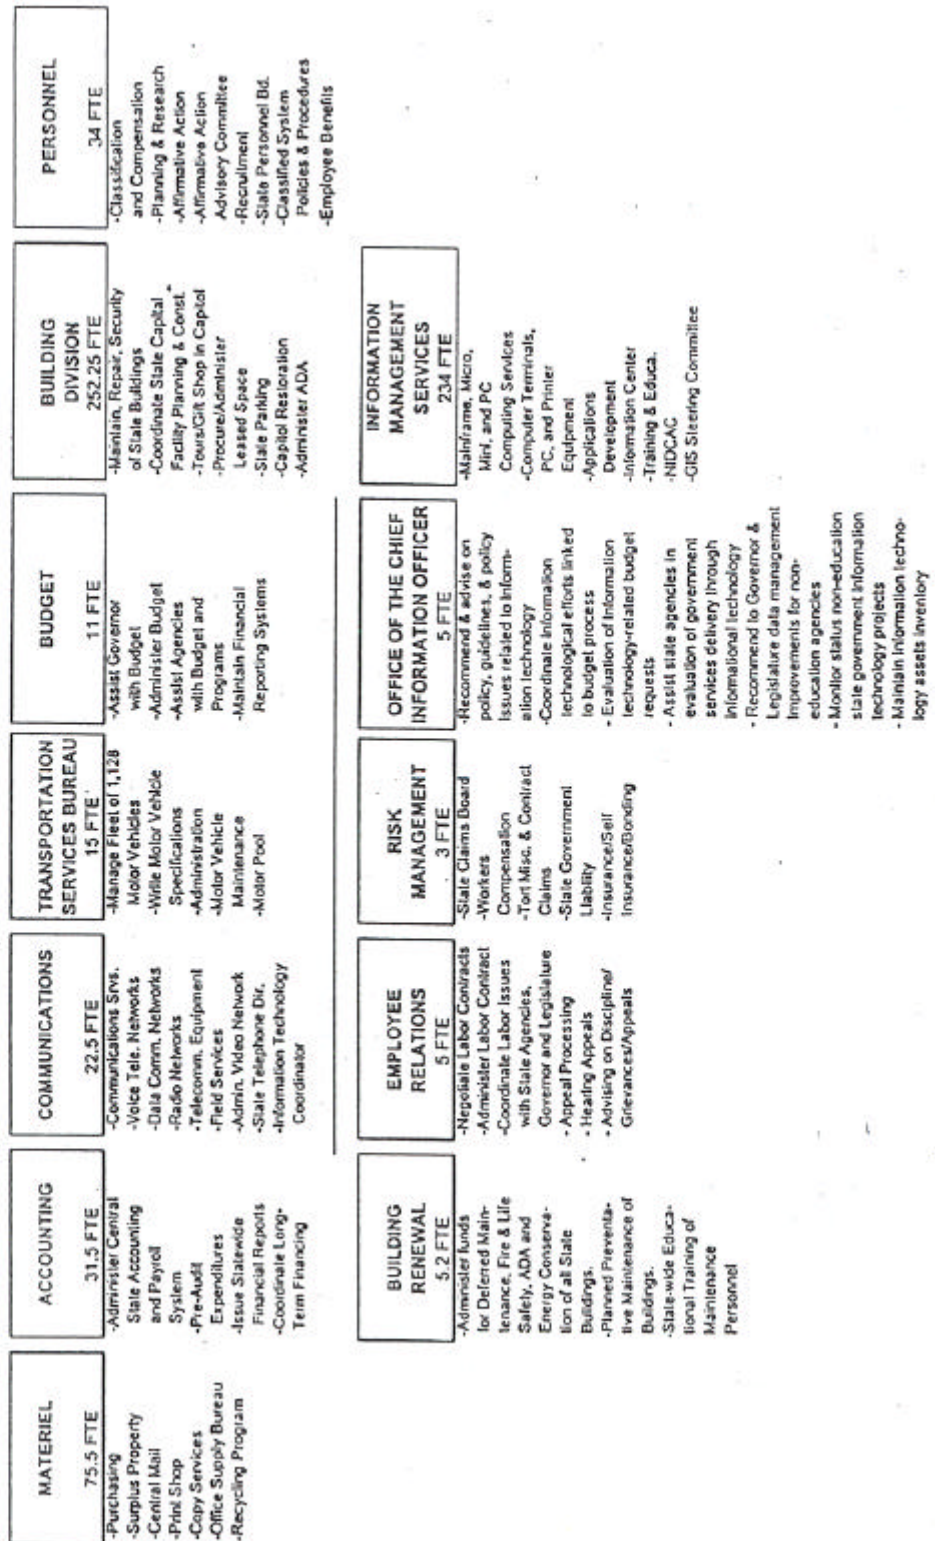 MATERIEL
75.5 FTE
-Purchasing
-Surplus Property
-Central Mail
-Print Shop
-Copy Services
-Office Supply Bureau
-Recycling Program
ACCOUNTING
31.5 FTE
-Administer Central
State Accounting
and Payroll
System
-Pre-Audit
Expenditures
-Issue Statewide
Financial Reports
-Coordinate Long-
Term Financing
COMMUNICATIONS
22.5 FTE
-Communications Srvs.
-Voice Tele. Networks
-Data Comm. Networks
-Radio Networks
-Telecomm. Equipment
-Field Services
-Admin. Video Network
-State Telephone Dir.
-Information Technology
Coordinator
TRANSPORTATION
SERVICES BUREAU
15 FTE
-Manage Fleet of 1,128
Motor Vehicles
-Write Motor Vehicle
Specifications
-Administration
-Motor Vehicle
Maintenance
-Motor Pool
BUDGET
11 FTE
-Assist Governor
with Budget
-Administer Budget
-Assist Agencies
with Budget and
Programs
-Maintain Financial
Reporting Systems
BUILDING
DIVISION
252.25 FTE
-Maintain, Repair, Security
of State Buildings
-Coordinate State Capital
Facility Planning & Const.
-Tours/Gift Shop in Capitol
-Procure/Administer
Leased Space
-State Parking
-Capitol Restoration
-Administer ADA
PERSONNEL
34 FTE
-Classification
and Compensation
-Planning & Research
-Affirmative Action
-Affirmative Action
Advisory Committee
-Recruitment
-State Personnel Bd.
-Classified System
Policies & Procedures
-Employee Benefits
BUILDING
RENEWAL
5.2 FTE
-Administer funds
for Deferred Main-
tenance, Fire & Life
Safety, ADA and
Energy Conserva-
tion of all State
Buildings.
-Planned Preventa-
tive Maintenance of
Buildings.
-State-wide Educa-
tional Training of
Maintenance
Personnel
EMPLOYEE
RELATIONS
5 FTE
-Negotiate Labor Contracts
-Administer Labor Contract
-Coordinate Labor Issues
with State Agencies,
Governor and Legislature
- Appeal Processing
- Hearing Appeals
- Advising on Discipline/
Grievances/Appeals
RISK
MANAGEMENT
3 FTE
-State Claims Board
-Workers
Compensation
-Tort Misc. & Contract
Claims
-State Government
Liability
-Insurance/Self
Insurance/Bonding
OFFICE OF THE CHIEF
INFORMATION OFFICER
5 FTE
-Recommend & advise on
policy, guidelines, & policy
issues related to inform-
ation technology
-Coordinate information
technological efforts linked
to budget process
- Evaluation of Information
technology-related budget
requests
- Assist state agencies in
evaluation of government
services delivery through
informational technology
- Recommend to Governor &
Legislature data management
improvements for non-
education agencies
- Monitor status non-education
state government information
technology projects
- Maintain information techno-
logy assets inventory
INFORMATION
MANAGEMENT
SERVICES
234 FTE
-Mainframe, Micro,
Mini, and PC
Computing Services
-Computer Terminals,
PC, and Printer
Equipment
-Applications
Development
-Information Center
-Training & Educa.
-NIDCAC
-GIS Steering Committee